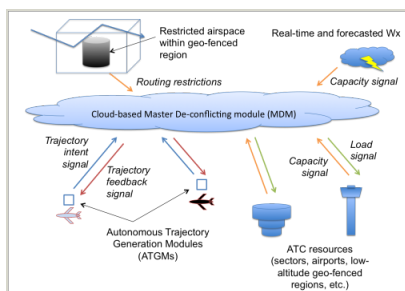 Restricted airspace
within geo-fenced
region
Real-time and forecasted Wx
Routing restrictions
Capacity signal
Cloud-based Master De-conflicting module (MDM)
Trajectory
intent
signal
Trajectory
feedback
signal
Capacity
signal
Load
signal
Autonomous Trajectory
Generation Modules
(ATGMs)
ATC resources
(sectors, airports, low-
altitude geo-fenced
regions, etc.)